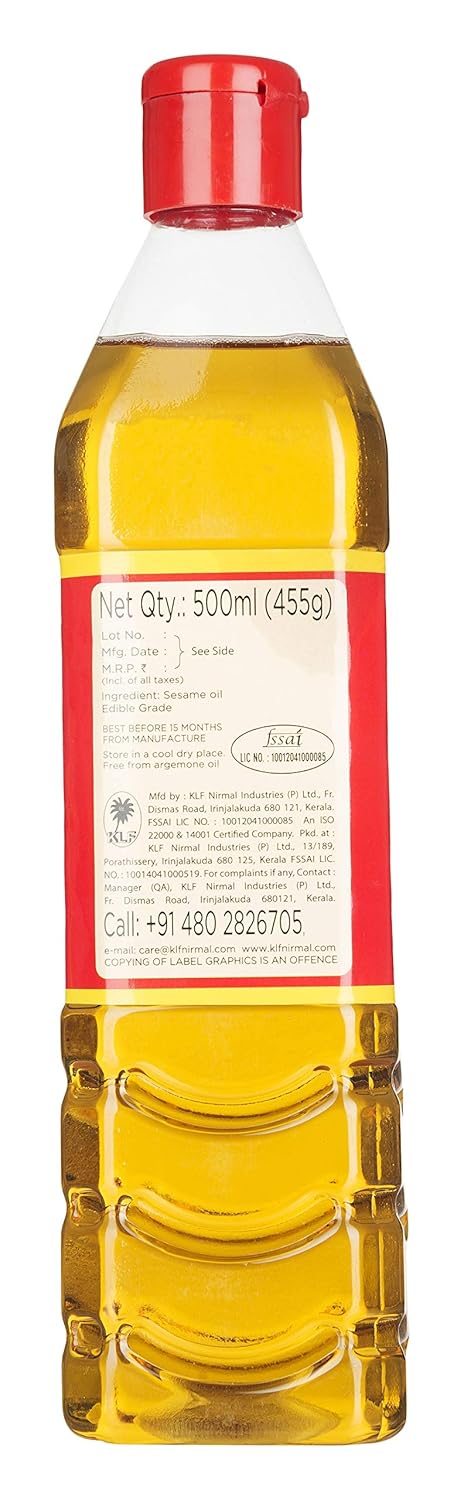 Net Qty.: 500ml (455g)
Lot No. :
Mfg. Date : } See Side
M.R.P. ₹ :
(Incl. of all taxes)
Ingredient: Sesame oil
Edible Grade
BEST BEFORE 15 MONTHS
FROM MANUFACTURE
Store in a cool dry place.
Free from argemone oil
fssai
LIC NO. : 10012041000085
KLF
Mfd by : KLF Nirmal Industries (P) Ltd., Fr.
Dismas Road, Irinjalakuda 680 121, Kerala.
FSSAI LIC NO. : 10012041000085 An ISO
22000 & 14001 Certified Company. Pkd. at :
KLF Nirmal Industries (P) Ltd., 13/189,
Porathissery, Irinjalakuda 680 125, Kerala FSSAI LIC.
NO. : 10014041000519. For complaints if any, Contact :
Manager (QA), KLF Nirmal Industries (P) Ltd.,
Fr. Dismas Road, Irinjalakuda 680121, Kerala.
Call: +91 480 2826705,
e-mail: care@klfnirmal.com www.klfnirmal.com
COPYING OF LABEL GRAPHICS IS AN OFFENCE